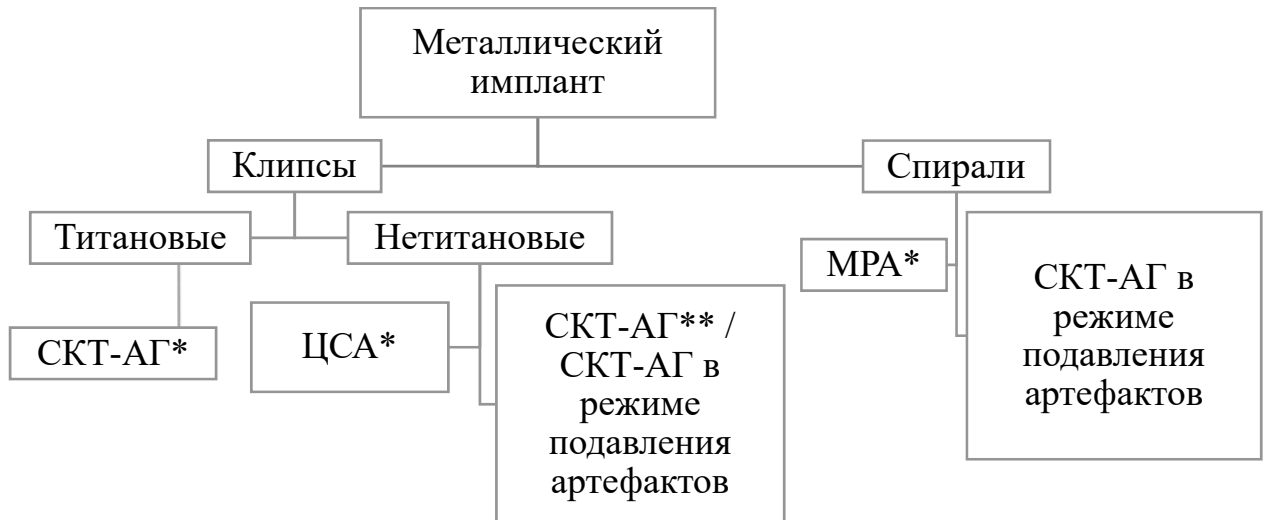 Металлический
имплант
Клипсы
Спирали
Титановые
Нетитановые
МРА*
СКТ-АГ в
режиме
подавления
артефактов
СКТ-АГ*
ЦСА*
СКТ-АГ** /
СКТ-АГ в
режиме
подавления
артефактов